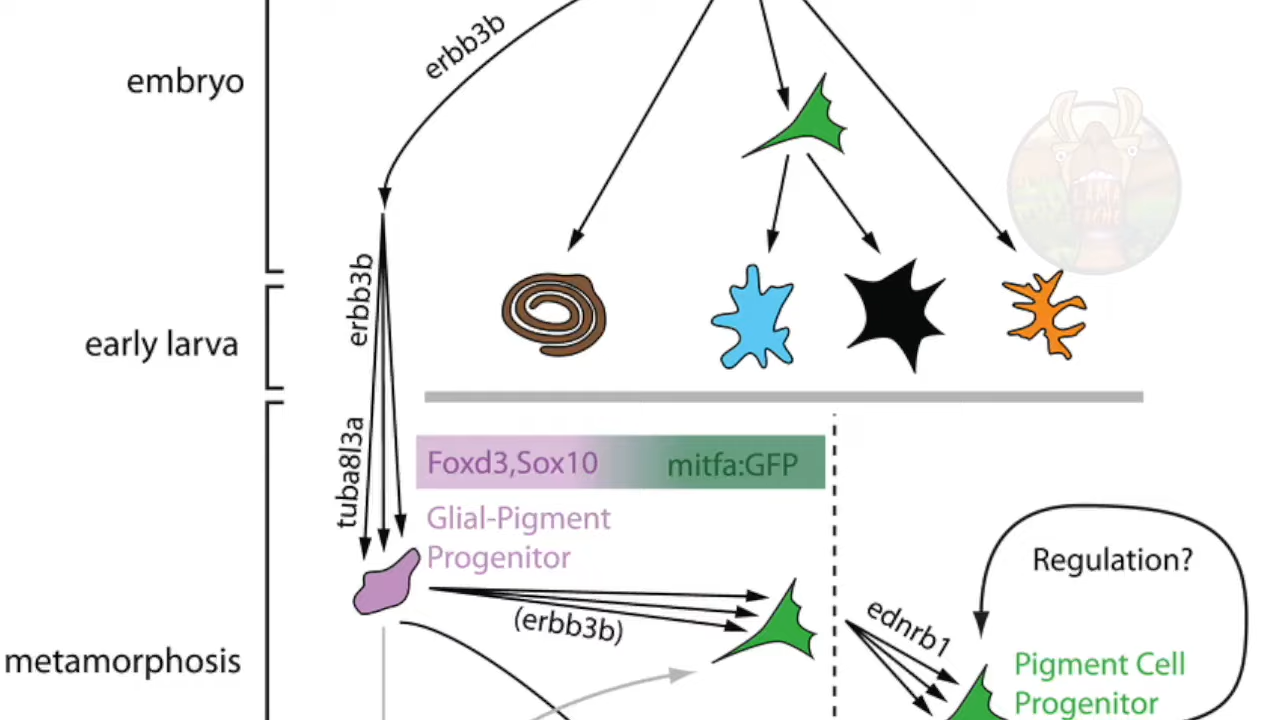 erbb3b
embryo
erbb3b
early larva
tuba8l3a
Foxd3,Sox10
mitfa:GFP
Glial-Pigment
Progenitor
Regulation?
(erbb3b)
ednrb1
metamorphosis
Pigment Cell
Progenitor